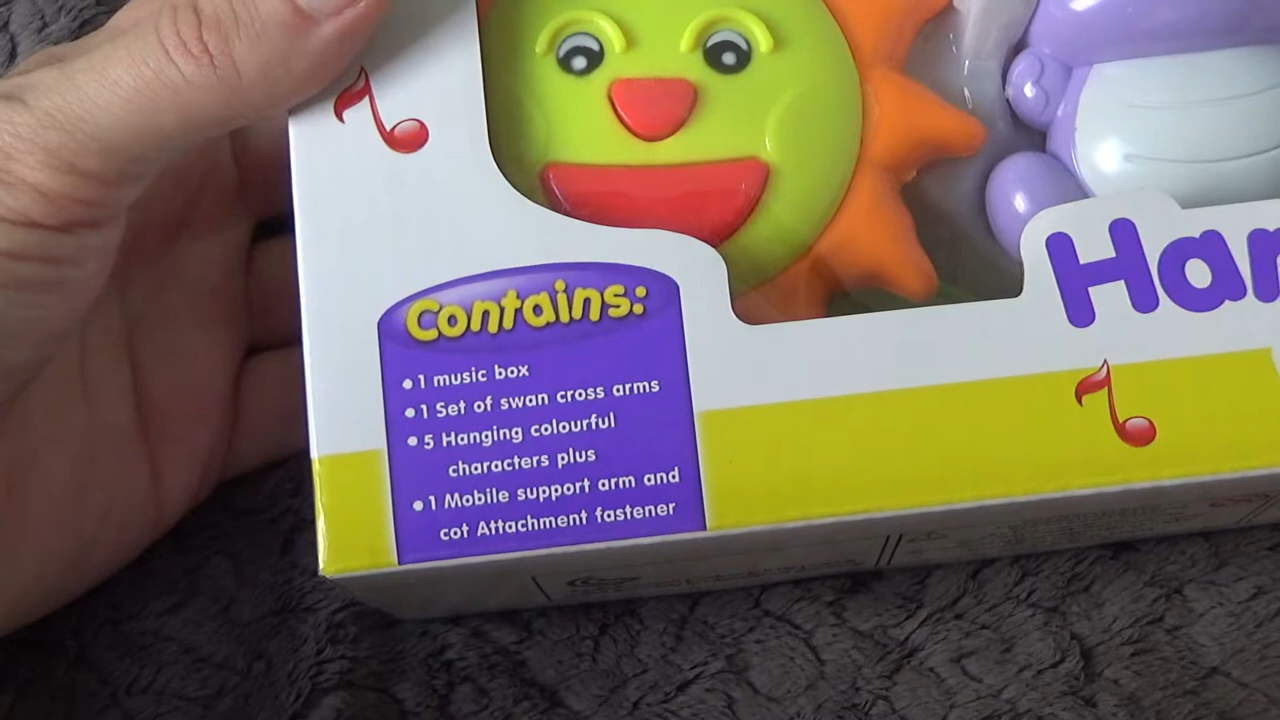 Contains:
• 1 music box
• 1 Set of swan cross arms
• 5 Hanging colourful
characters plus
• 1 Mobile support arm and
cot Attachment fastener